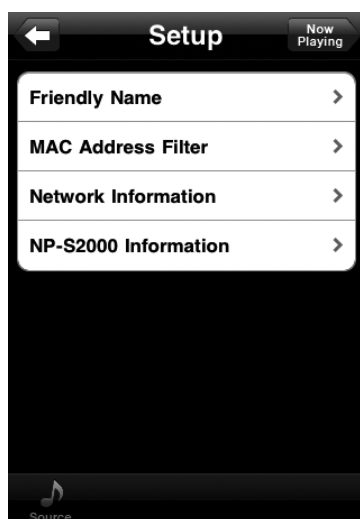 Setup
Now
Playing
Friendly Name
MAC Address Filter
Network Information
NP-S2000 Information
Source